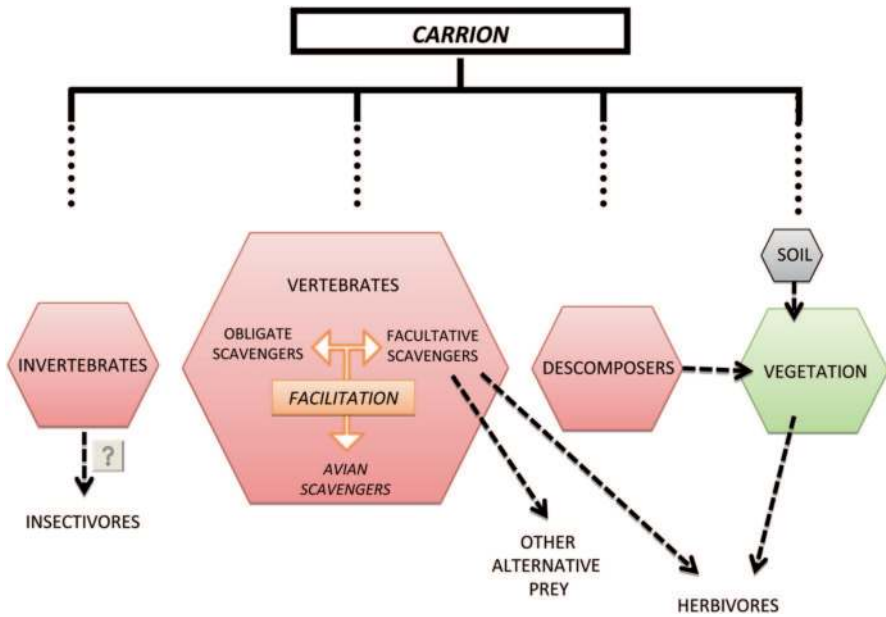 CARRION
SOIL
VERTEBRATES
OBLIGATE
SCAVENGERS
FACULTATIVE
SCAVENGERS
INVERTEBRATES
DESCOMPOSERS
VEGETATION
FACILITATION
?
AVIAN
SCAVENGERS
INSECTIVORES
OTHER
ALTERNATIVE
PREY
HERBIVORES